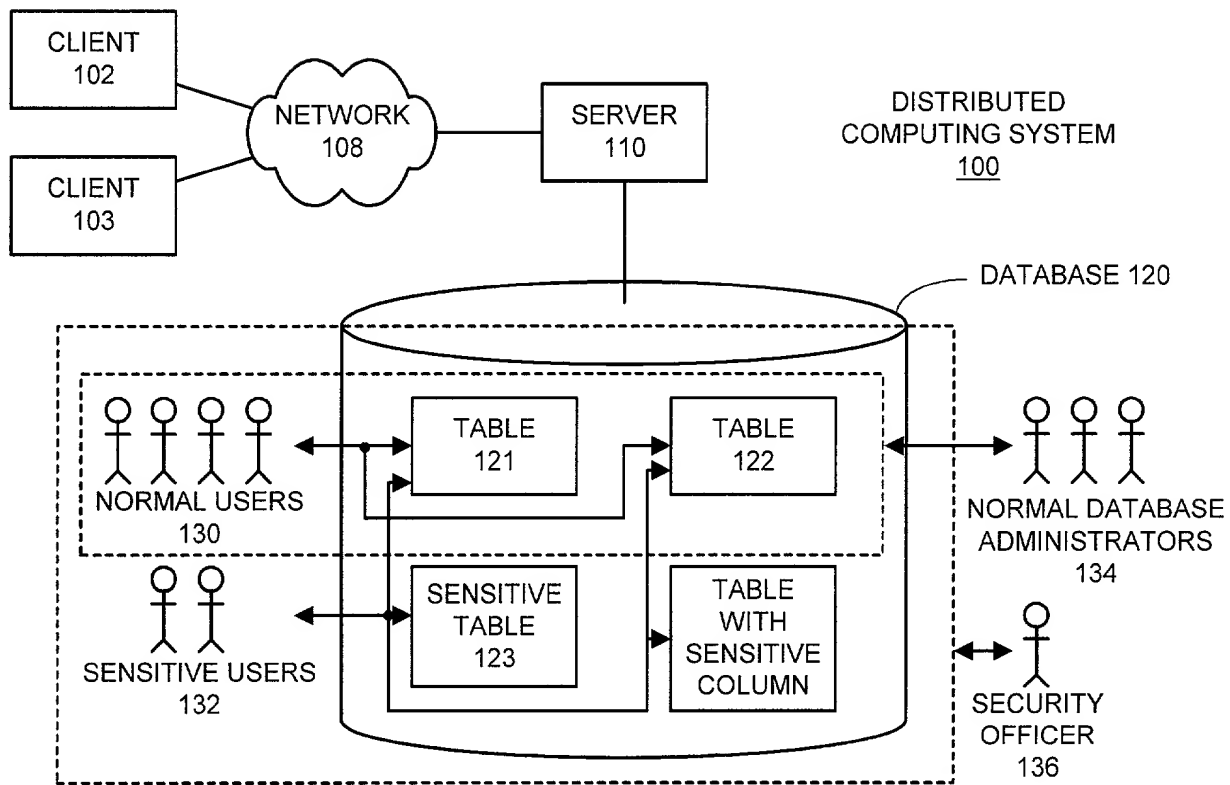 CLIENT
102
NETWORK
108
SERVER
110
DISTRIBUTED
COMPUTING SYSTEM
100
CLIENT
103
DATABASE 120
TABLE
121
TABLE
122
NORMAL USERS
130
NORMAL DATABASE
ADMINISTRATORS
134
SENSITIVE
TABLE
123
TABLE
WITH
SENSITIVE
COLUMN
SENSITIVE USERS
132
SECURITY
OFFICER
136